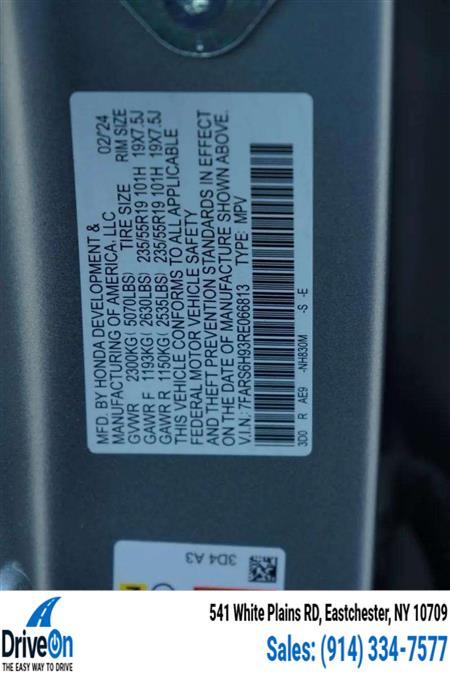 MFD. BY HONDA DEVELOPMENT &
MANUFACTURING OF AMERICA, LLC 02/'24
GVWR 2300KG( 5070LBS) TIRE SIZE RIM SIZE
GAWR F 1193KG( 2630LBS) 235/55R19 101H 19X7.5J
GAWR R 1150KG( 2535LBS) 235/55R19 101H 19X7.5J
THIS VEHICLE CONFORMS TO ALL APPLICABLE
FEDERAL MOTOR VEHICLE SAFETY
AND THEFT PREVENTION STANDARDS IN EFFECT
ON THE DATE OF MANUFACTURE SHOWN ABOVE.
V.I.N.: 7FARS6H93RE066813 TYPE: MPV
3D0 R AE9 -NH830M -S -E
3D4 A3
DriveOn
THE EASY WAY TO DRIVE
541 White Plains RD, Eastchester, NY 10709
Sales: (914) 334-7577